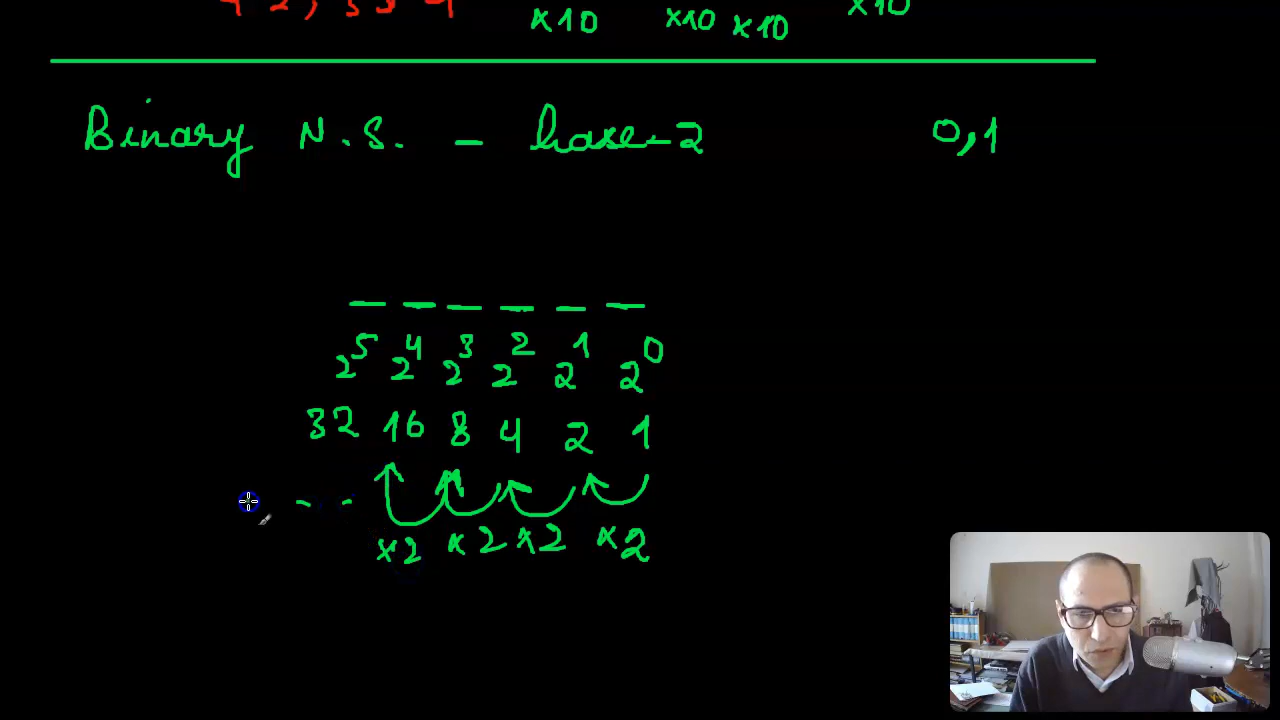 ×10 ×10 ×10 ×10
Binary N.S. - base-2 0,1
2^5 2^4 2^3 2^2 2^1 2^0
32 16 8 4 2 1
×2 ×2 ×2 ×2